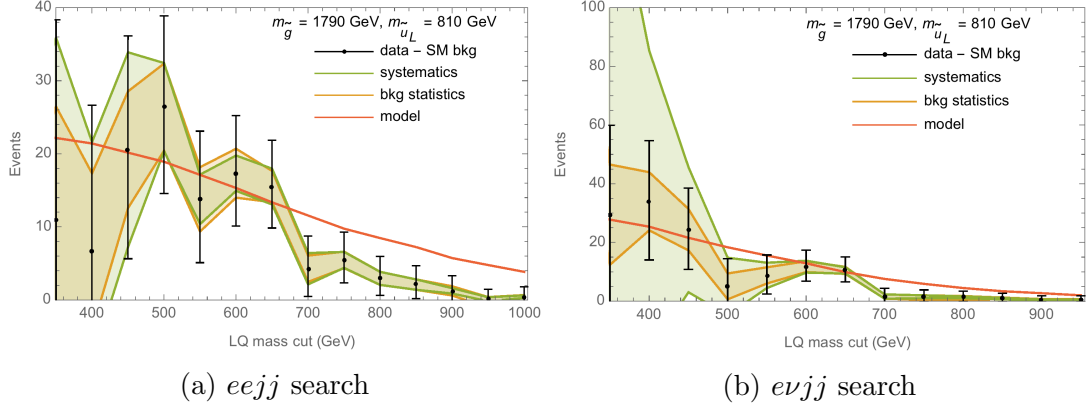 m_g̃ = 1790 GeV, m_ũ_L = 810 GeV
data − SM bkg
systematics
bkg statistics
model
Events
40
30
20
10
0
400 500 600 700 800 900 1000
LQ mass cut (GeV)
(a) eejj search
m_g̃ = 1790 GeV, m_ũ_L = 810 GeV
data − SM bkg
systematics
bkg statistics
model
Events
100
80
60
40
20
0
400 500 600 700 800 900
LQ mass cut (GeV)
(b) eνjj search